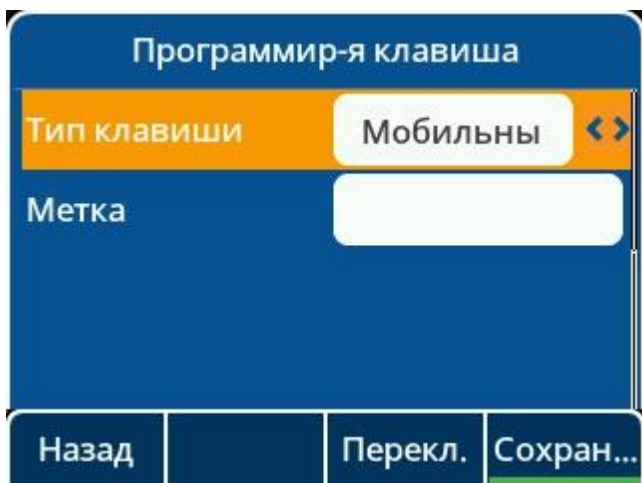 Программир-я клавиша
Тип клавиши Мобильны
Метка
Назад Перекл. Сохран...